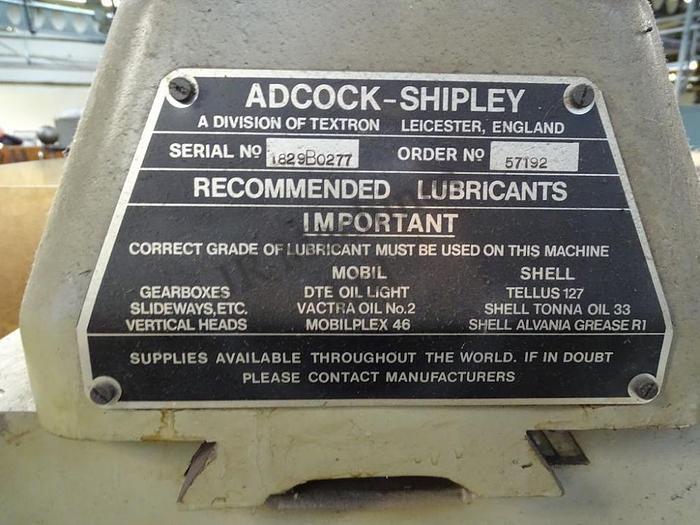 ADCOCK-SHIPLEY
A DIVISION OF TEXTRON LEICESTER, ENGLAND
SERIAL No 1829B0277 ORDER No 57192
RECOMMENDED LUBRICANTS
IMPORTANT
CORRECT GRADE OF LUBRICANT MUST BE USED ON THIS MACHINE
MOBIL SHELL
GEARBOXES DTE OIL LIGHT TELLUS 127
SLIDEWAYS, ETC. VACTRA OIL No.2 SHELL TONNA OIL 33
VERTICAL HEADS MOBILPLEX 46 SHELL ALVANIA GREASE R1
SUPPLIES AVAILABLE THROUGHOUT THE WORLD. IF IN DOUBT
PLEASE CONTACT MANUFACTURERS